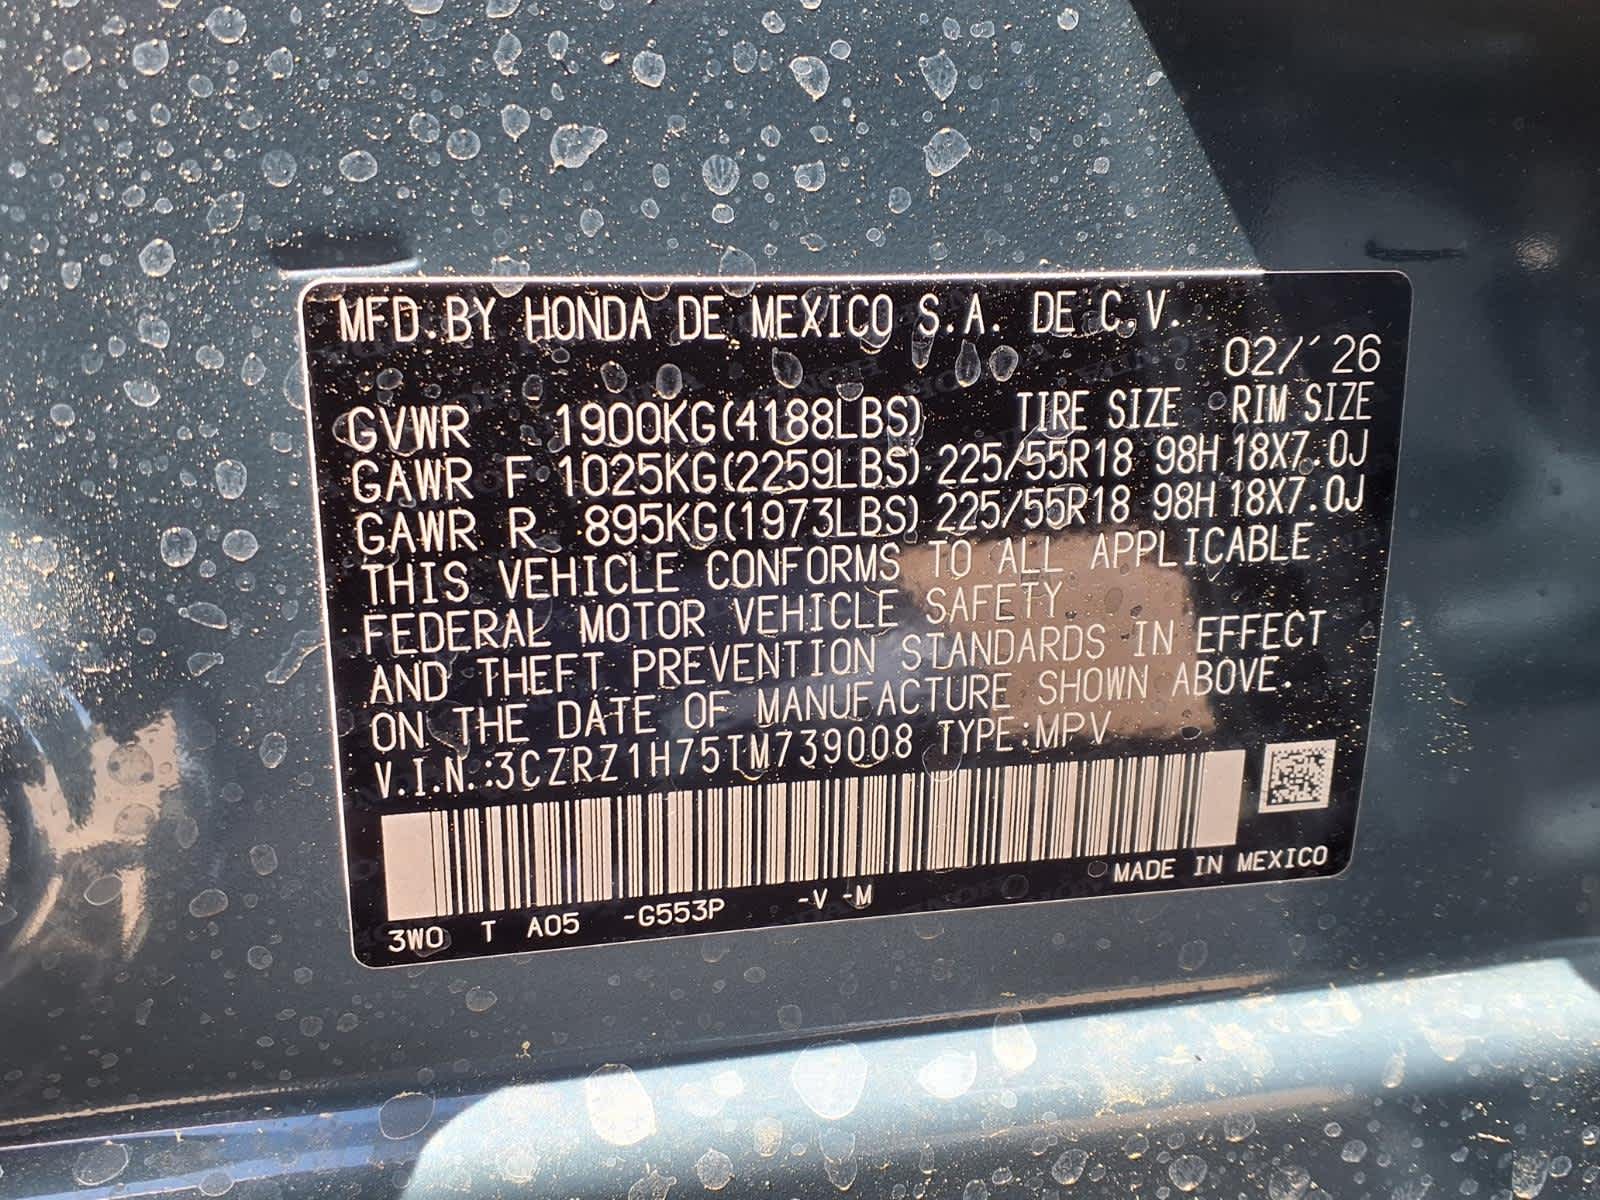 MFD. BY HONDA DE MEXICO S.A. DE C.V.
02/´26
GVWR 1900KG(4188LBS) TIRE SIZE RIM SIZE
GAWR F 1025KG(2259LBS) 225/55R18 98H 18X7.0J
GAWR R 895KG(1973LBS) 225/55R18 98H 18X7.0J
THIS VEHICLE CONFORMS TO ALL APPLICABLE
FEDERAL MOTOR VEHICLE SAFETY
AND THEFT PREVENTION STANDARDS IN EFFECT
ON THE DATE OF MANUFACTURE SHOWN ABOVE.
V.I.N.:3CZRZ1H75TM739008 TYPE:MPV
MADE IN MEXICO
3W0 T A05 -G553P -V -M